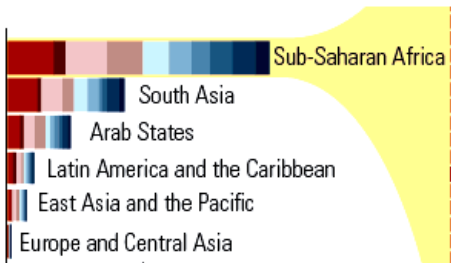 Sub-Saharan Africa
South Asia
Arab States
Latin America and the Caribbean
East Asia and the Pacific
Europe and Central Asia